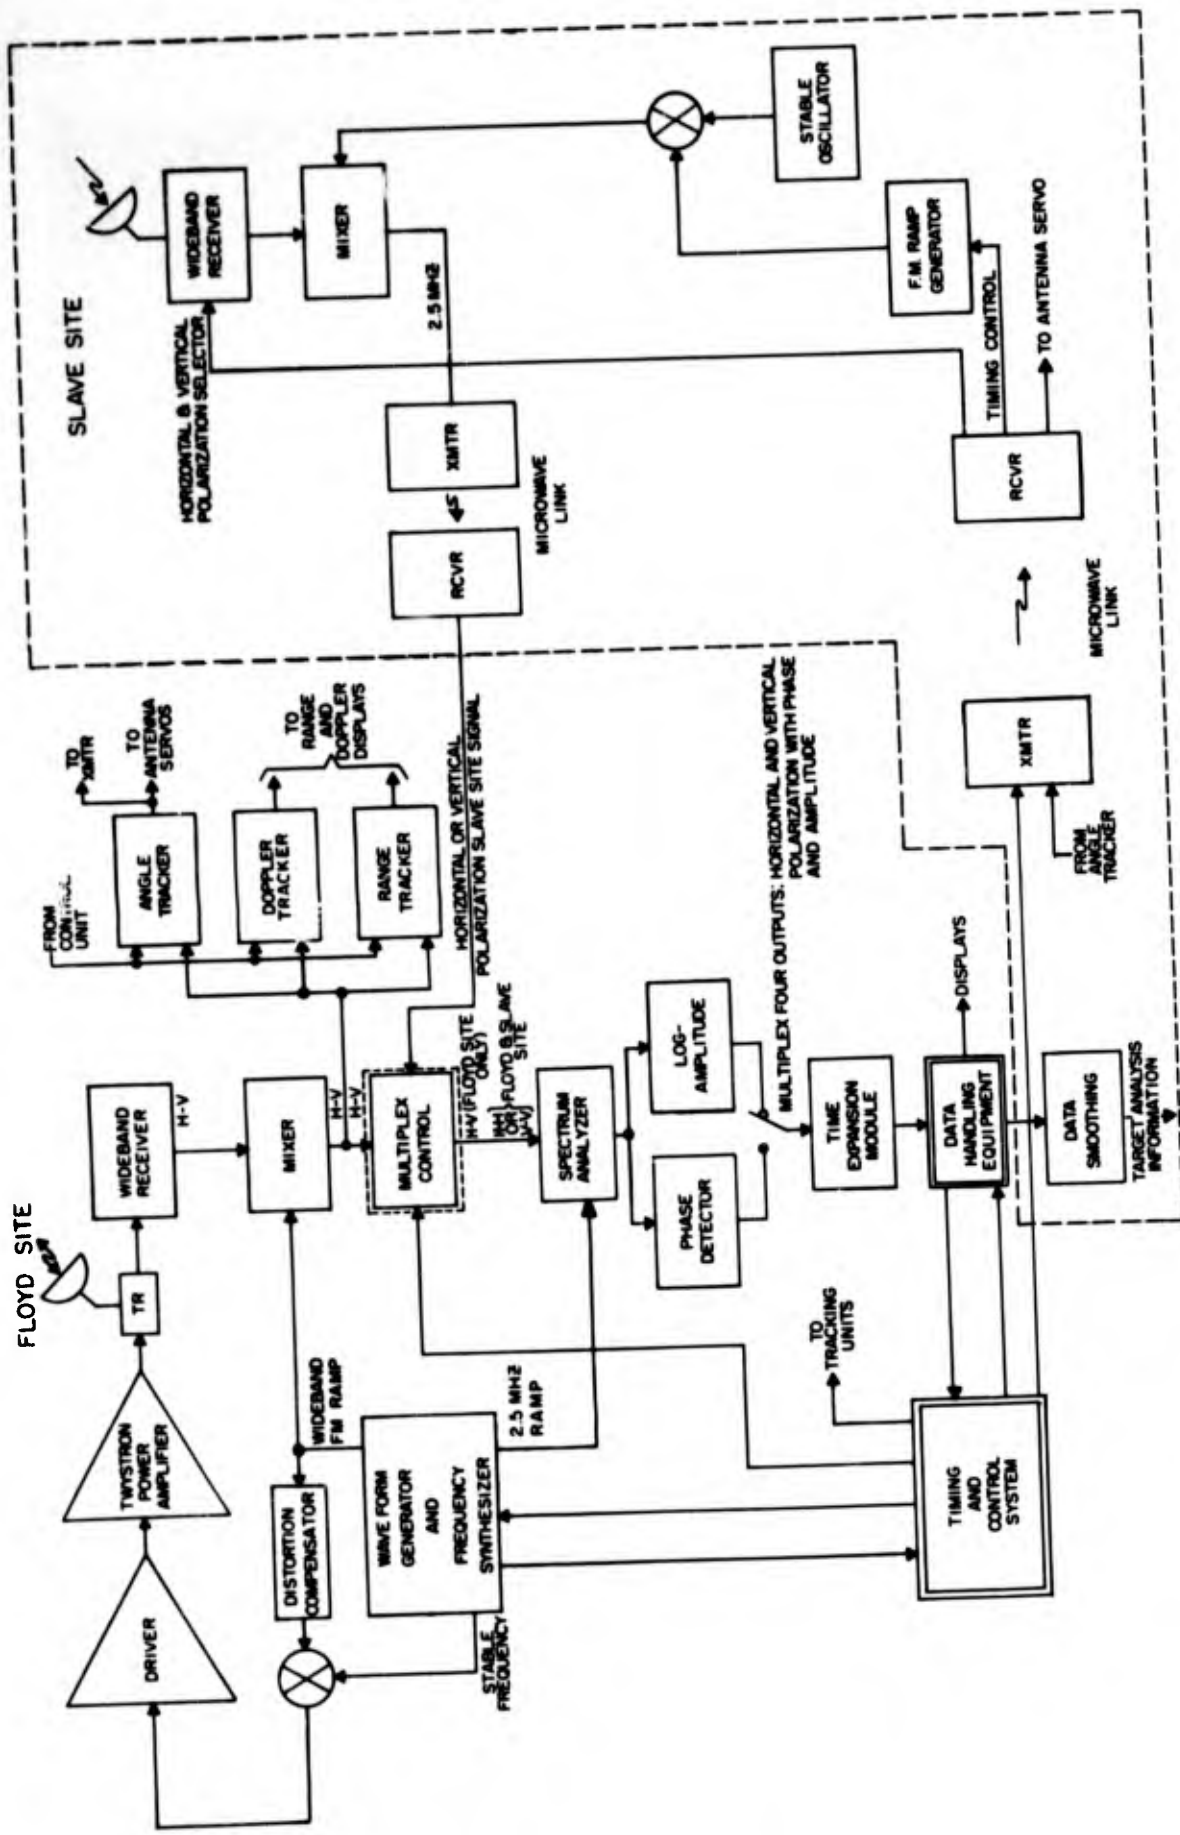 FLOYD SITE
SLAVE SITE
DRIVER
TWYSTRON
POWER
AMPLIFIER
TR
WIDEBAND
RECEIVER
H-V
FROM
CONTROL
UNIT
ANGLE
TRACKER
TO
XMTR
TO
ANTENNA
SERVOS
DOPPLER
TRACKER
RANGE
TRACKER
TO
RANGE
AND
DOPPLER
DISPLAYS
HORIZONTAL & VERTICAL
POLARIZATION SELECTOR
WIDEBAND
RECEIVER
MIXER
2.5 MHZ
XMTR
RCVR
MICROWAVE
LINK
STABLE
OSCILLATOR
F.M. RAMP
GENERATOR
TIMING CONTROL
TO ANTENNA SERVO
RCVR
MICROWAVE
LINK
XMTR
FROM
ANGLE
TRACKER
DISTORTION
COMPENSATOR
WIDEBAND
FM RAMP
MIXER
H-V
H-V
WAVE FORM
GENERATOR
AND
FREQUENCY
SYNTHESIZER
STABLE
FREQUENCY
2.5 MHZ
RAMP
MULTIPLEX
CONTROL
H-V (FLOYD SITE
ONLY)
FLOYD & SLAVE
SITE
HORIZONTAL OR VERTICAL
POLARIZATION SLAVE SITE SIGNAL
SPECTRUM
ANALYZER
PHASE
DETECTOR
LOG-
AMPLITUDE
MULTIPLEX FOUR OUTPUTS: HORIZONTAL AND VERTICAL
POLARIZATION WITH PHASE
AND AMPLITUDE
TIME
EXPANSION
MODULE
TO
TRACKING
UNITS
TIMING
AND
CONTROL
SYSTEM
DATA
HANDLING
EQUIPMENT
DISPLAYS
DATA
SMOOTHING
TARGET ANALYSIS
INFORMATION